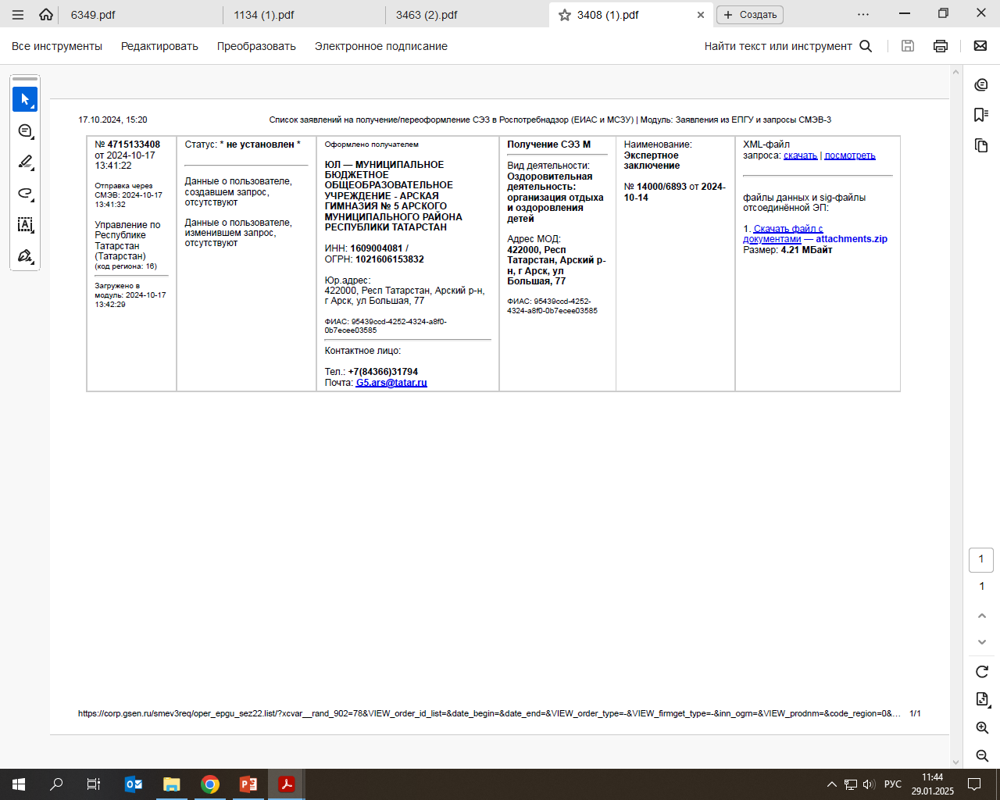 6349.pdf
1134 (1).pdf
3463 (2).pdf
3408 (1).pdf
Создать
Все инструменты
Редактировать
Преобразовать
Электронное подписание
Найти текст или инструмент
17.10.2024, 15:20
Список заявлений на получение/переоформление СЭЗ в Роспотребнадзор (ЕИАС и МСЗУ) | Модуль: Заявления из ЕПГУ и запросы СМЭВ-3
№ 4715133408
от 2024-10-17
13:41:22
Отправка через
СМЭВ: 2024-10-17
13:41:32
Управление по
Республике
Татарстан
(Татарстан)
(код региона: 16)
Загружено в
модуль: 2024-10-17
13:42:29
Статус: * не установлен *
Данные о пользователе,
создавшем запрос,
отсутствуют
Данные о пользователе,
изменившем запрос,
отсутствуют
Оформлено получателем
ЮЛ — МУНИЦИПАЛЬНОЕ
БЮДЖЕТНОЕ
ОБЩЕОБРАЗОВАТЕЛЬНОЕ
УЧРЕЖДЕНИЕ - АРСКАЯ
ГИМНАЗИЯ № 5 АРСКОГО
МУНИЦИПАЛЬНОГО РАЙОНА
РЕСПУБЛИКИ ТАТАРСТАН
ИНН: 1609004081 /
ОГРН: 1021606153832
Юр.адрес:
422000, Респ Татарстан, Арский р-н,
г Арск, ул Большая, 77
ФИАС: 95439ccd-4252-4324-a8f0-
0b7ecee03585
Контактное лицо:
Тел.: +7(84366)31794
Почта: G5.ars@tatar.ru
Получение СЭЗ М
Вид деятельности:
Оздоровительная
деятельность:
организация отдыха
и оздоровления
детей
Адрес МОД:
422000, Респ
Татарстан, Арский р-
н, г Арск, ул
Большая, 77
ФИАС: 95439ccd-4252-
4324-a8f0-0b7ecee03585
Наименование:
Экспертное
заключение
№ 14000/6893 от 2024-
10-14
XML-файл
запроса: скачать | посмотреть
файлы данных и sig-файлы
отсоединённой ЭП:
1. Скачать файл с
документами — attachments.zip
Размер: 4.21 МБайт
https://corp.gsen.ru/smev3req/oper_epgu_sez22.list/?xcvar__rand_902=78&VIEW_order_id_list=&date_begin=&date_end=&VIEW_order_type=-&VIEW_firmget_type=-&inn_ogrn=&VIEW_prodnm=&code_region=0&…
1/1
1
1
РУС
11:44
29.01.2025